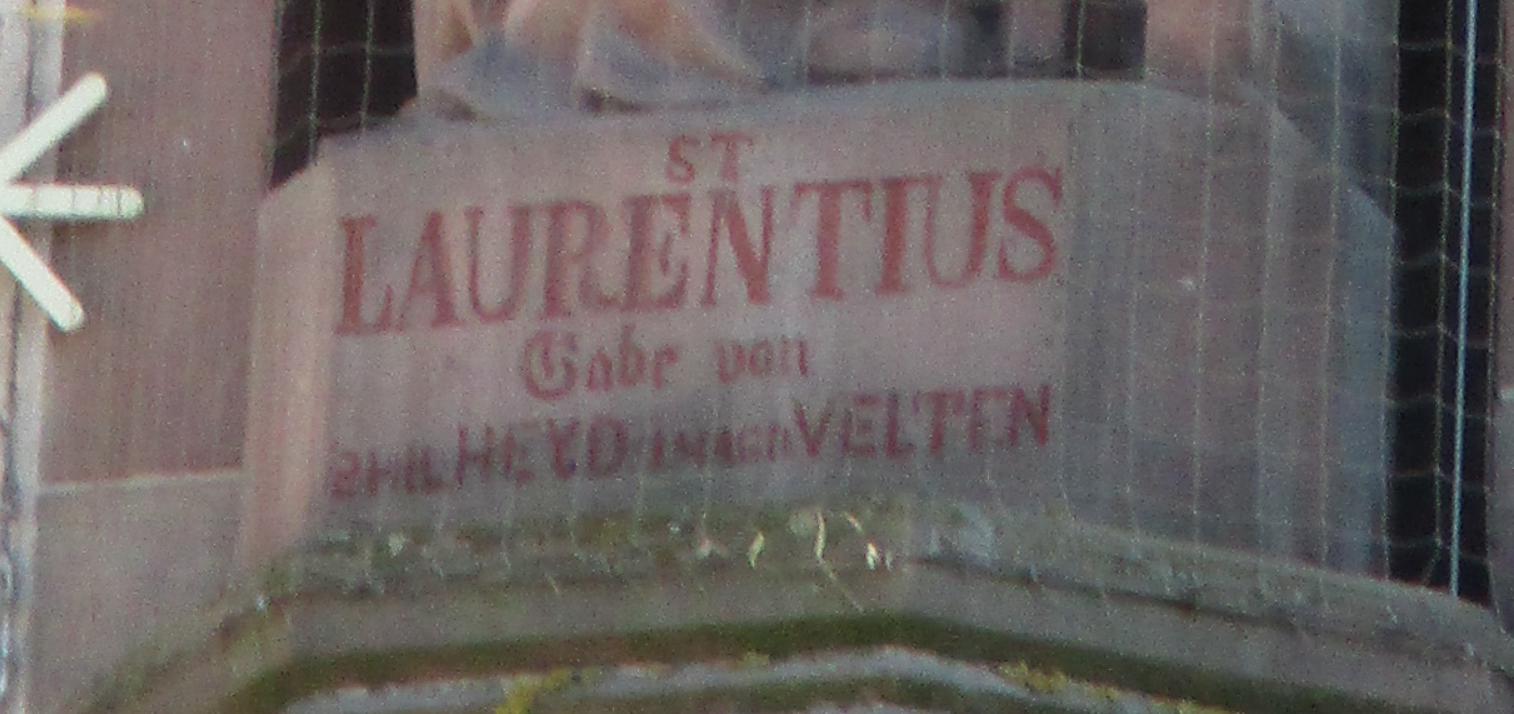 ST
LAURENTIUS
Gabe von
PHIL HEYD VELTEN